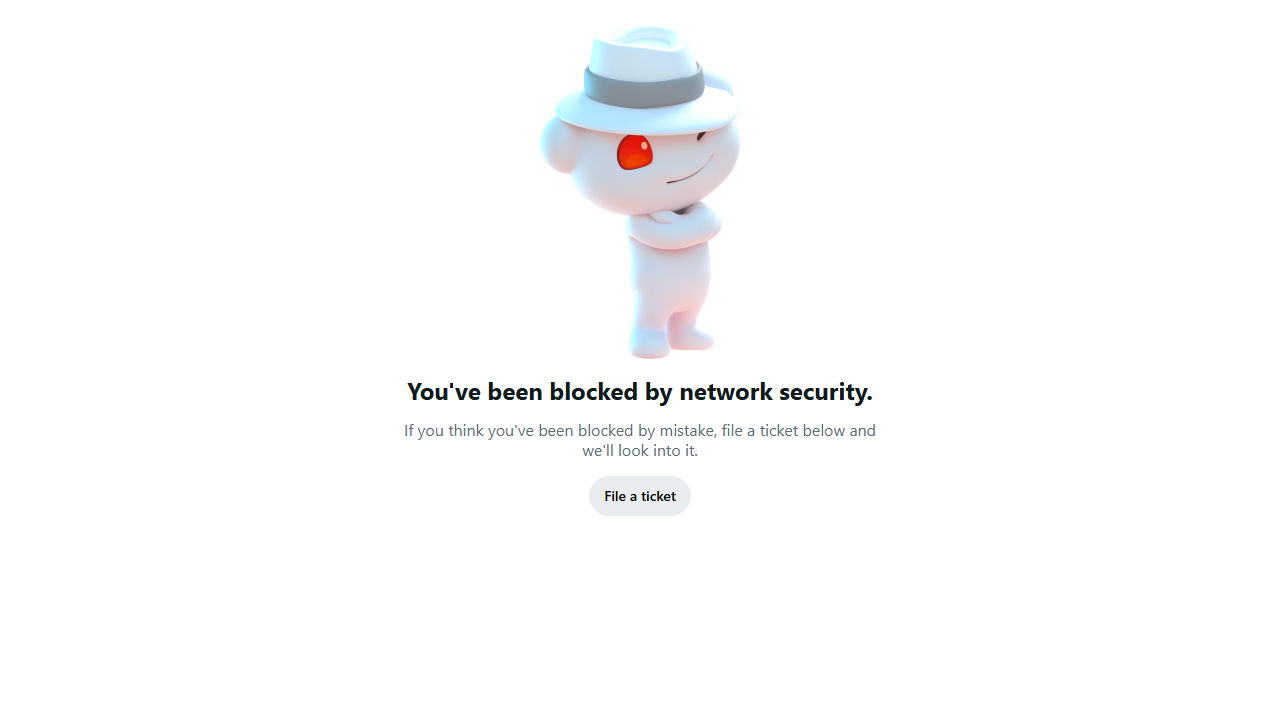 You've been blocked by network security.
If you think you've been blocked by mistake, file a ticket below and
we'll look into it.
File a ticket